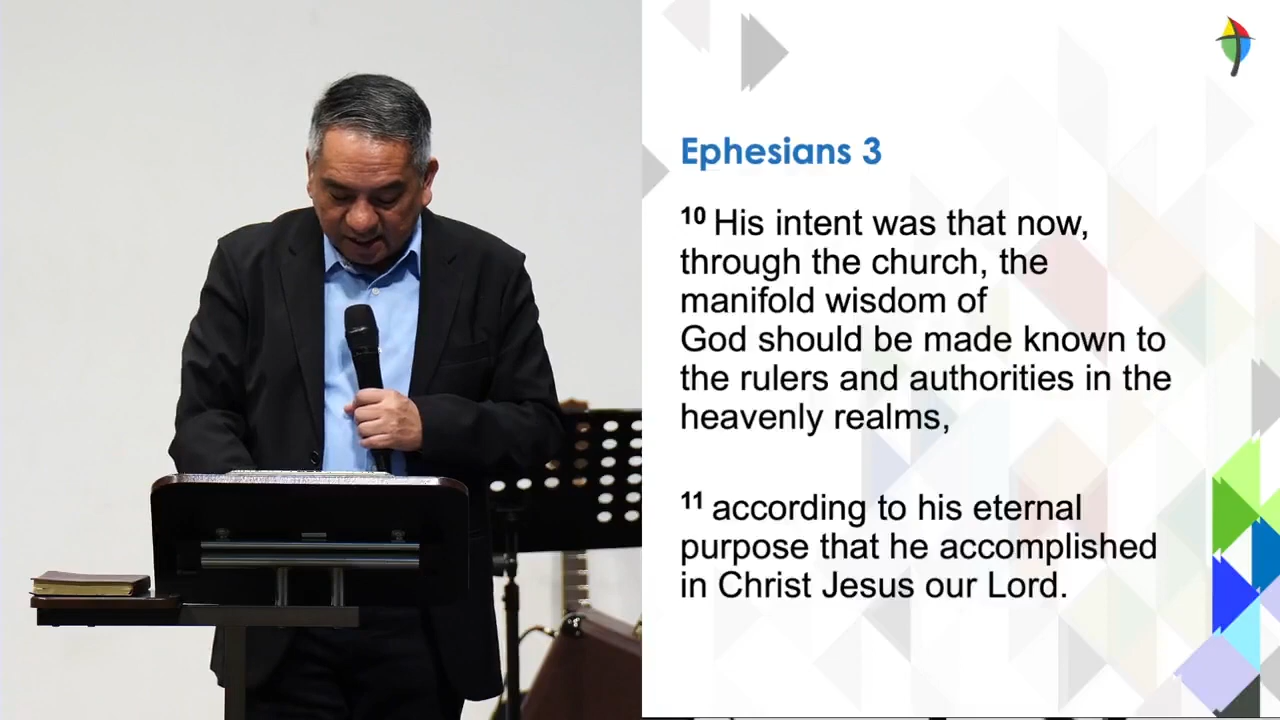 Ephesians 3
10 His intent was that now,
through the church, the
manifold wisdom of
God should be made known to
the rulers and authorities in the
heavenly realms,
11 according to his eternal
purpose that he accomplished
in Christ Jesus our Lord.